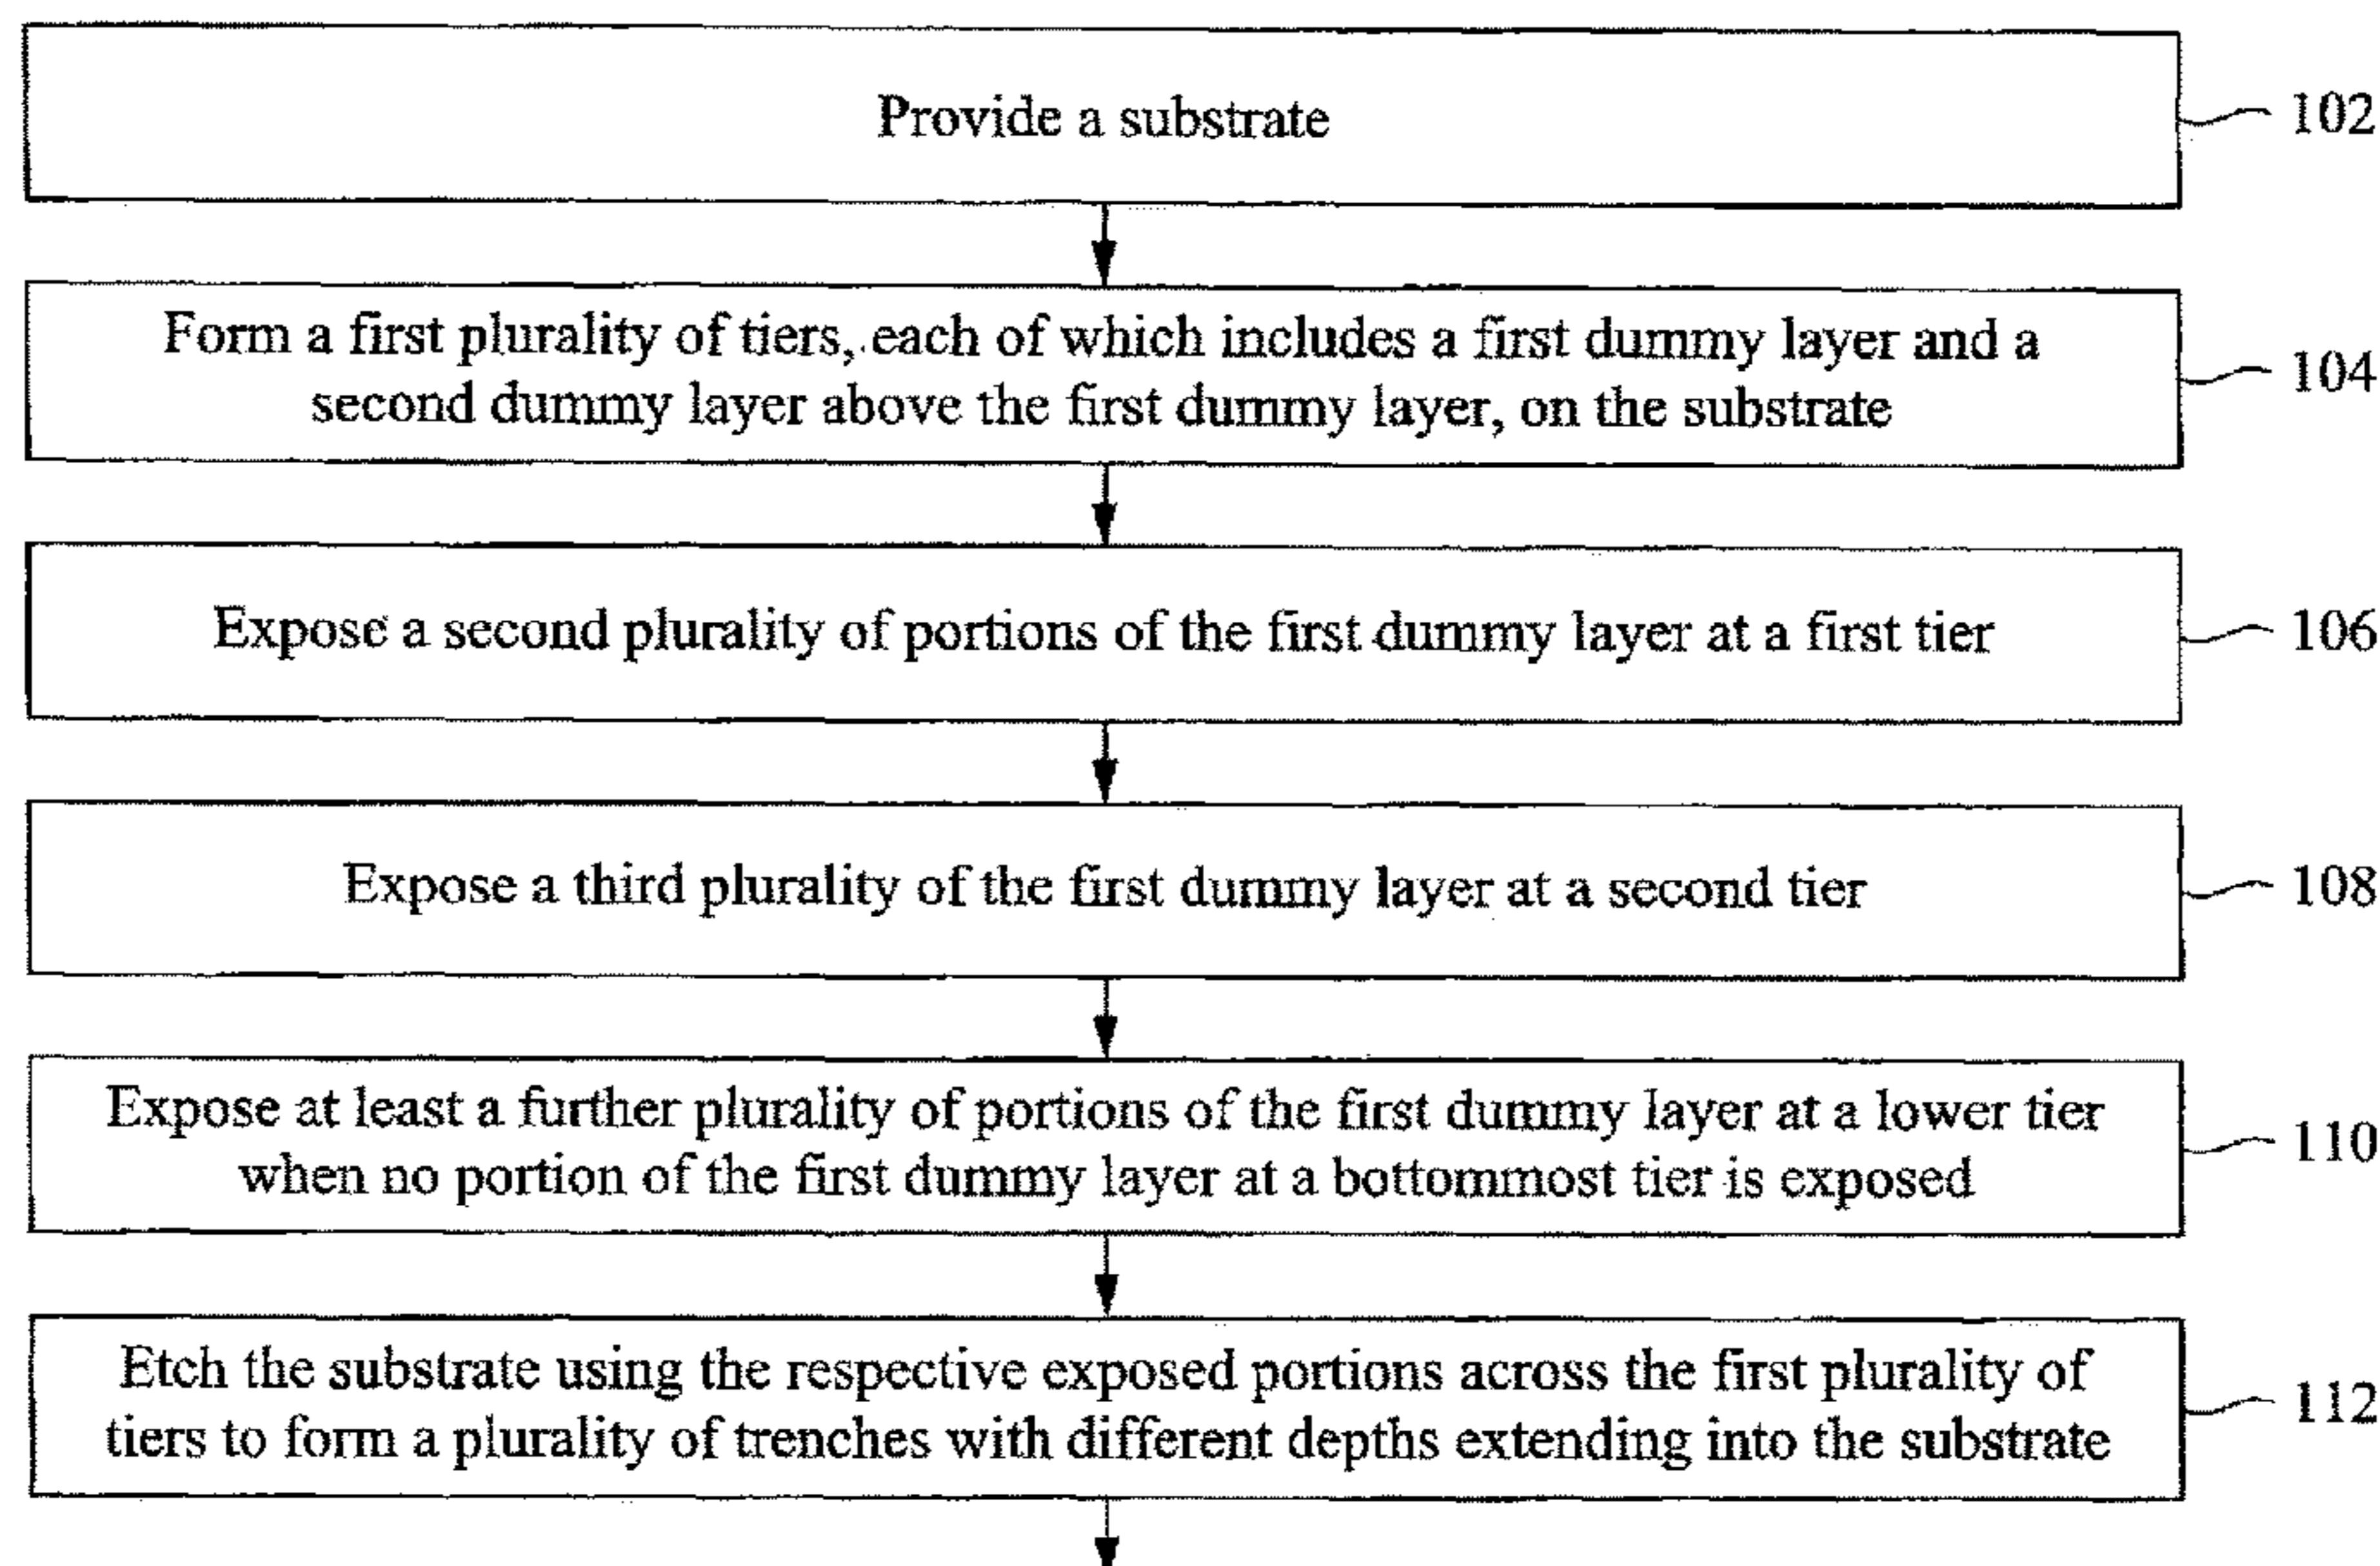 Provide a substrate
102
Form a first plurality of tiers, each of which includes a first dummy layer and a
second dummy layer above the first dummy layer, on the substrate
104
Expose a second plurality of portions of the first dummy layer at a first tier
106
Expose a third plurality of the first dummy layer at a second tier
108
Expose at least a further plurality of portions of the first dummy layer at a lower tier
when no portion of the first dummy layer at a bottommost tier is exposed
110
Etch the substrate using the respective exposed portions across the first plurality of
tiers to form a plurality of trenches with different depths extending into the substrate
112